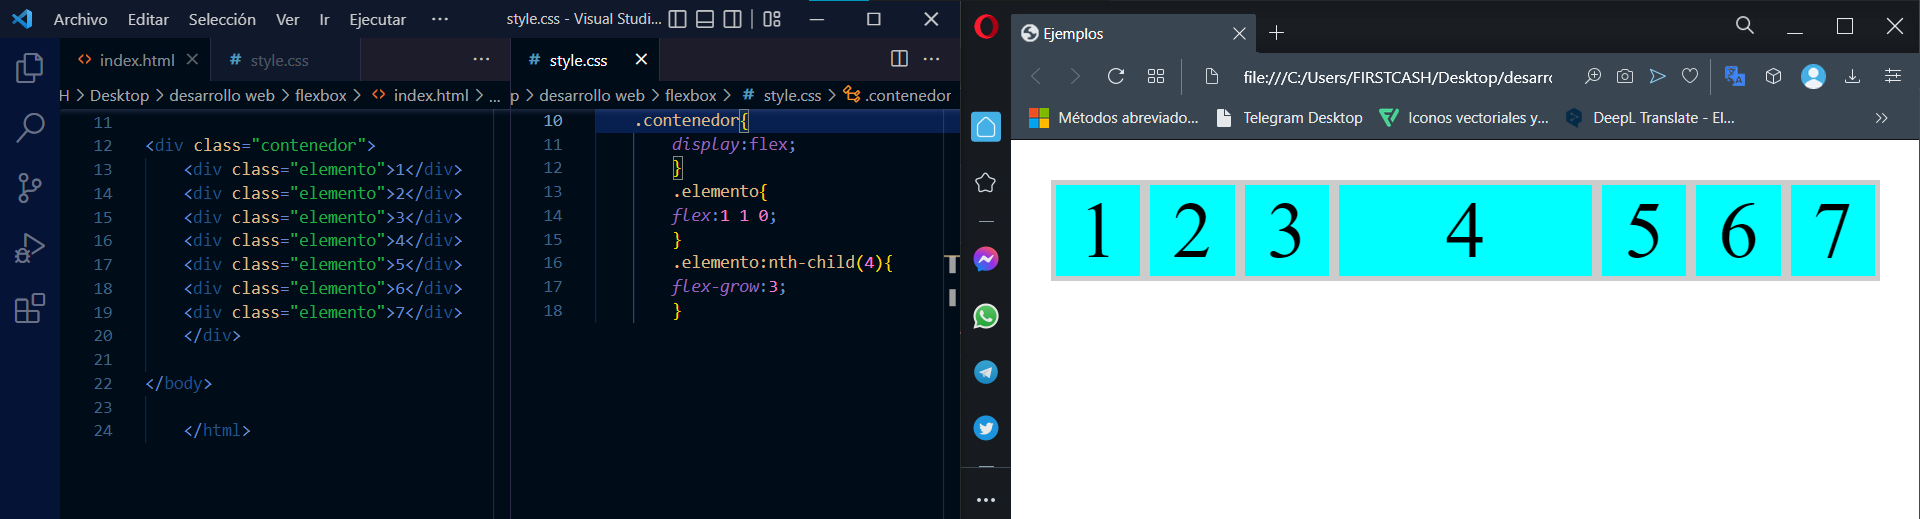 Archivo Editar Selección Ver Ir Ejecutar ··· style.css - Visual Studi...
index.html style.css ···
H > Desktop > desarrollo web > flexbox > index.html > ...
11
12 <div class="contenedor">
13 <div class="elemento">1</div>
14 <div class="elemento">2</div>
15 <div class="elemento">3</div>
16 <div class="elemento">4</div>
17 <div class="elemento">5</div>
18 <div class="elemento">6</div>
19 <div class="elemento">7</div>
20 </div>
21
22 </body>
23
24 </html>
# style.css ···
p > desarrollo web > flexbox > # style.css > .contenedor
10 .contenedor{
11 display:flex;
12 }
13 .elemento{
14 flex:1 1 0;
15 }
16 .elemento:nth-child(4){
17 flex-grow:3;
18 }
Ejemplos
file:///C:/Users/FIRSTCASH/Desktop/desarro
Métodos abreviado... Telegram Desktop Iconos vectoriales y... DeepL Translate - El...
1 2 3 4 5 6 7